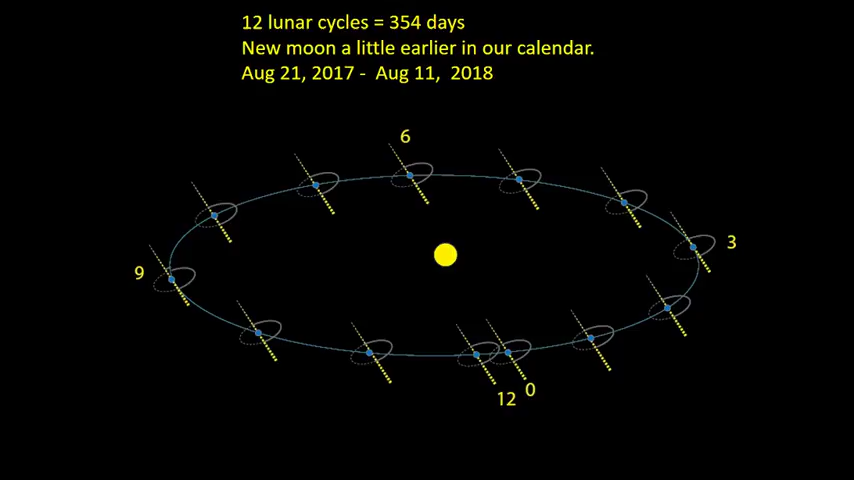 12 lunar cycles = 354 days
New moon a little earlier in our calendar.
Aug 21, 2017 -  Aug 11,  2018
6
3
9
0
12